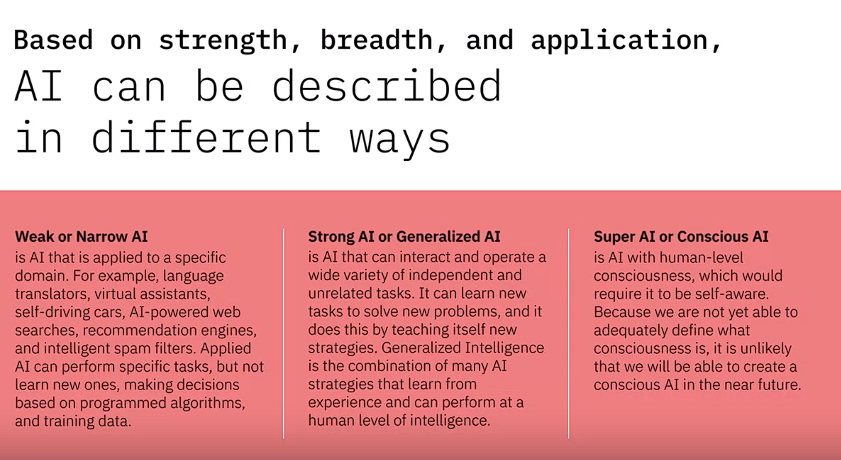 Based on strength, breadth, and application,
AI can be described
in different ways
Weak or Narrow AI
is AI that is applied to a specific
domain. For example, language
translators, virtual assistants,
self-driving cars, AI-powered web
searches, recommendation engines,
and intelligent spam filters. Applied
AI can perform specific tasks, but not
learn new ones, making decisions
based on programmed algorithms,
and training data.
Strong AI or Generalized AI
is AI that can interact and operate a
wide variety of independent and
unrelated tasks. It can learn new
tasks to solve new problems, and it
does this by teaching itself new
strategies. Generalized Intelligence
is the combination of many AI
strategies that learn from
experience and can perform at a
human level of intelligence.
Super AI or Conscious AI
is AI with human-level
consciousness, which would
require it to be self-aware.
Because we are not yet able to
adequately define what
consciousness is, it is unlikely
that we will be able to create a
conscious AI in the near future.